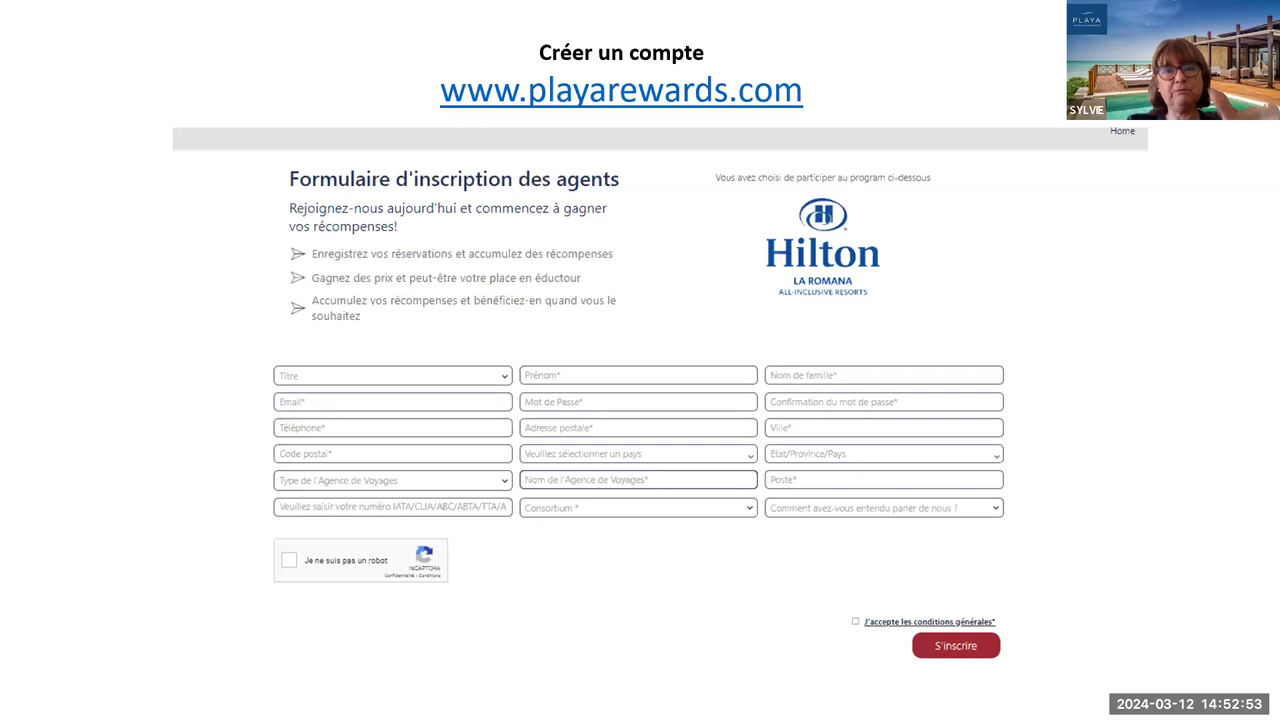 Créer un compte
www.playarewards.com
PLAYA
SYLVIE
Home
Formulaire d'inscription des agents
Rejoignez-nous aujourd'hui et commencez à gagner
vos récompenses!
Enregistrez vos réservations et accumulez des récompenses
Gagnez des prix et peut-être votre place en éductour
Accumulez vos récompenses et bénéficiez-en quand vous le
souhaitez
Vous avez choisi de participer au program ci-dessous
Hilton
LA ROMANA
ALL-INCLUSIVE RESORTS
Titre
Prénom*
Nom de famille*
Email*
Mot de Passe*
Confirmation du mot de passe*
Téléphone*
Adresse postale*
Ville*
Code postal*
Veuillez sélectionner un pays
Etat/Province/Pays
Type de l'Agence de Voyages
Nom de l'Agence de Voyages*
Poste*
Veuillez saisir votre numéro IATA/CLIA/ABC/ABTA/TTA/A
Consortium *
Comment avez-vous entendu parler de nous ?
Je ne suis pas un robot
reCAPTCHA
Confidentialité - Conditions
J'accepte les conditions générales*
S'inscrire
2024-03-12 14:52:53